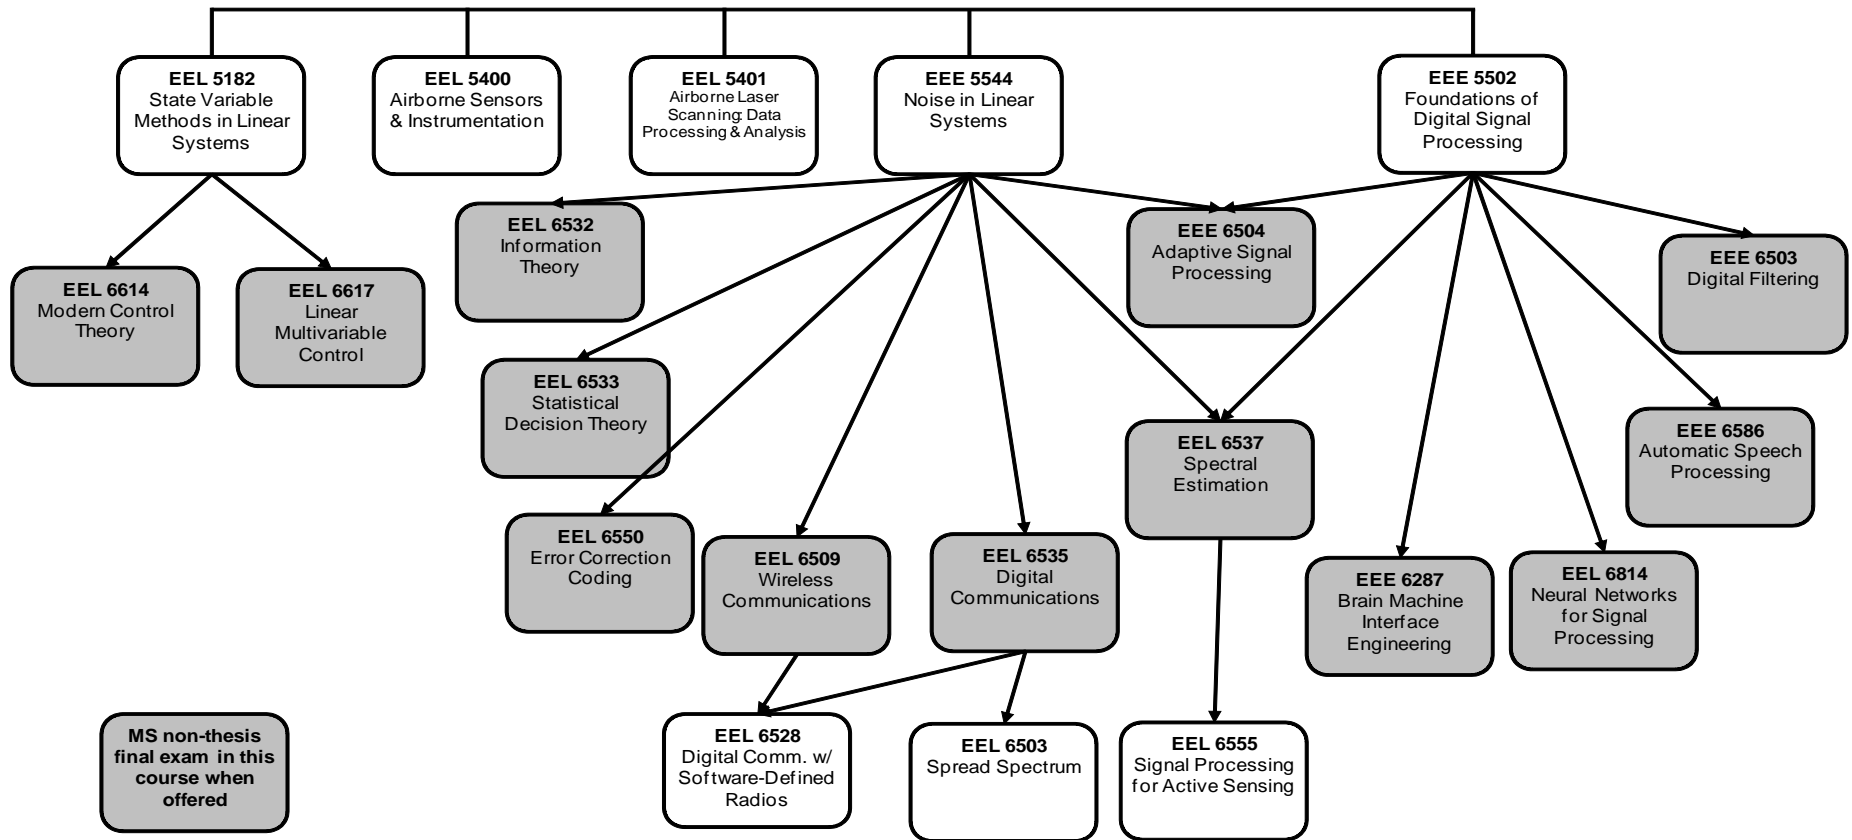 EEL 5182
State Variable
Methods in Linear
Systems
EEL 5400
Airborne Sensors
& Instrumentation
EEL 5401
Airborne Laser
Scanning: Data
Processing & Analysis
EEE 5544
Noise in Linear
Systems
EEE 5502
Foundations of
Digital Signal
Processing
EEL 6614
Modern Control
Theory
EEL 6617
Linear
Multivariable
Control
EEL 6532
Information
Theory
EEE 6504
Adaptive Signal
Processing
EEE 6503
Digital Filtering
EEL 6533
Statistical
Decision Theory
EEL 6537
Spectral
Estimation
EEE 6586
Automatic Speech
Processing
EEL 6550
Error Correction
Coding
EEL 6509
Wireless
Communications
EEL 6535
Digital
Communications
EEE 6287
Brain Machine
Interface
Engineering
EEL 6814
Neural Networks
for Signal
Processing
MS non-thesis
final exam in this
course when
offered
EEL 6528
Digital Comm. w/
Software-Defined
Radios
EEL 6503
Spread Spectrum
EEL 6555
Signal Processing
for Active Sensing